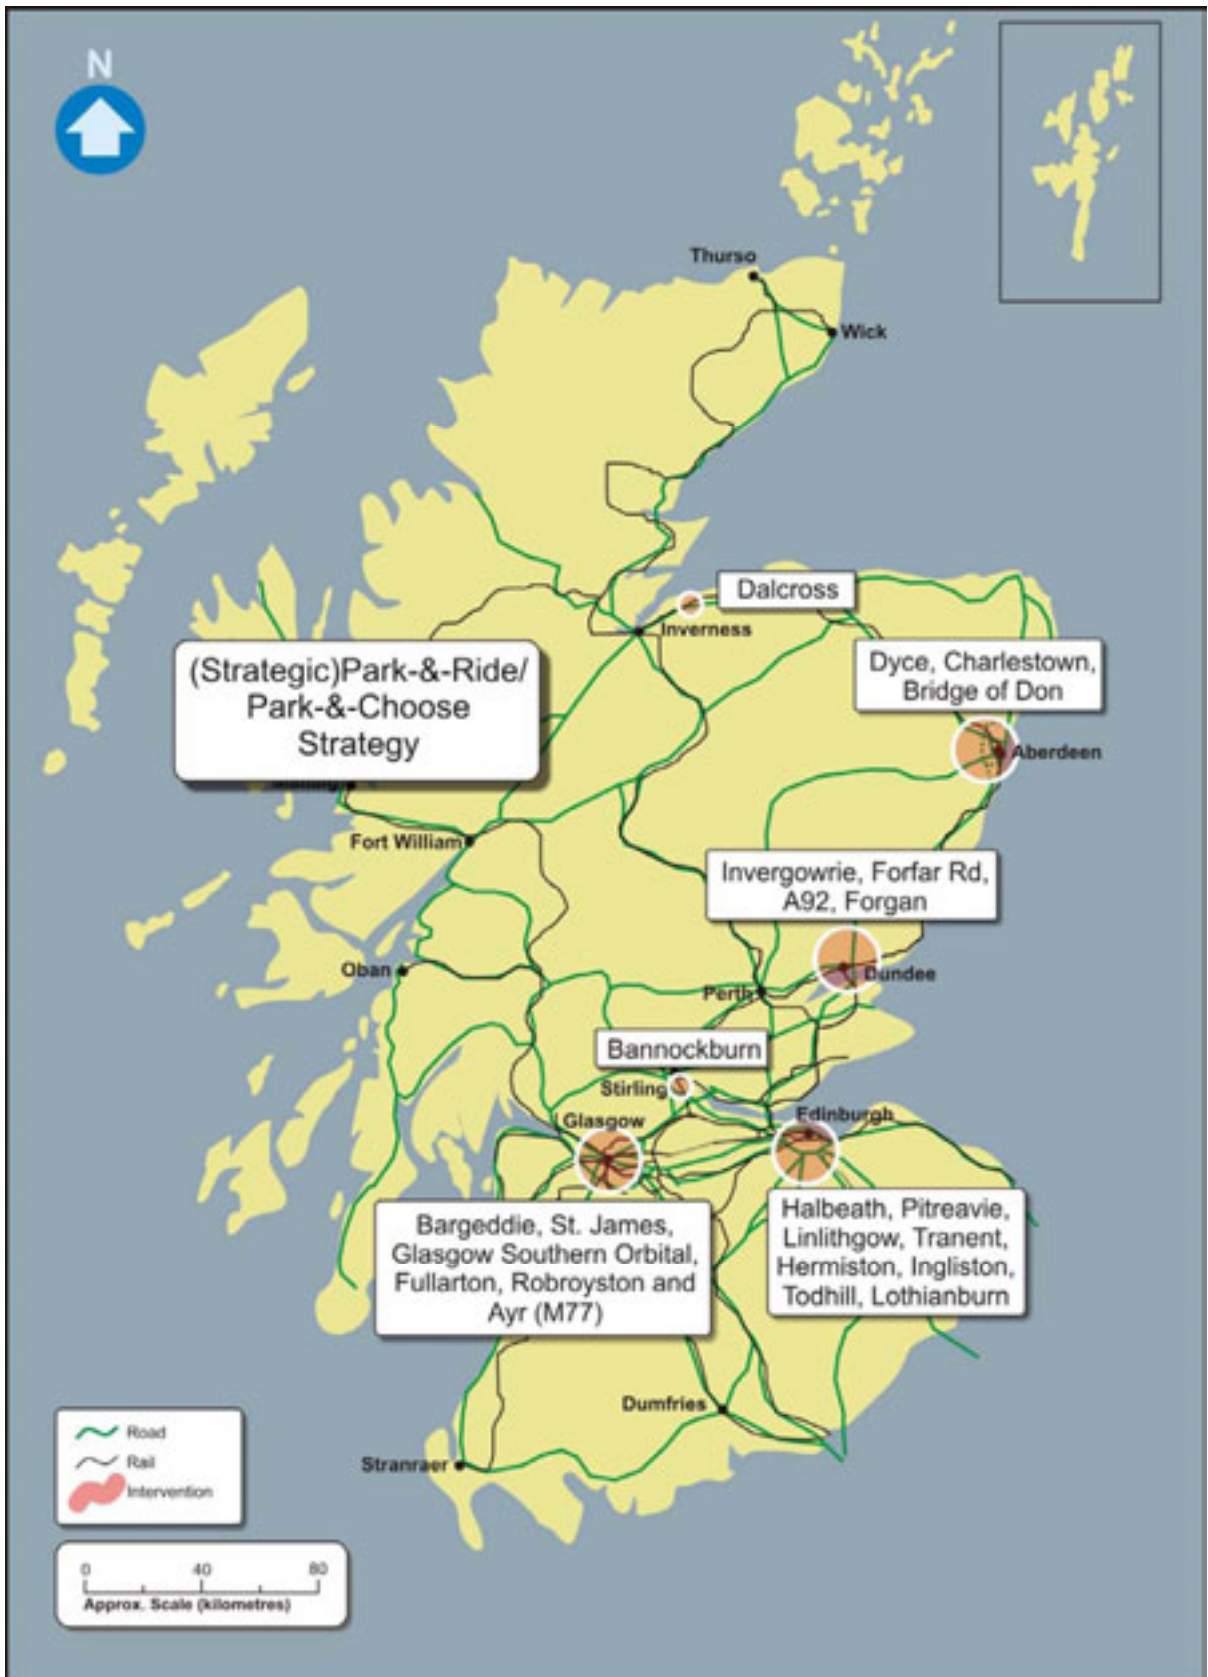 N
Thurso
Wick
Dalcross
Inverness
(Strategic)Park-&-Ride/
Park-&-Choose
Strategy
Dyce, Charlestown,
Bridge of Don
Aberdeen
Fort William
Invergowrie, Forfar Rd,
A92, Forgan
Oban
Dundee
Perth
Bannockburn
Stirling
Glasgow
Edinburgh
Bargeddie, St. James,
Glasgow Southern Orbital,
Fullarton, Robroyston and
Ayr (M77)
Halbeath, Pitreavie,
Linlithgow, Tranent,
Hermiston, Ingliston,
Todhill, Lothianburn
Dumfries
Stranraer
Road
Rail
Intervention
0 40 80
Approx. Scale (kilometres)